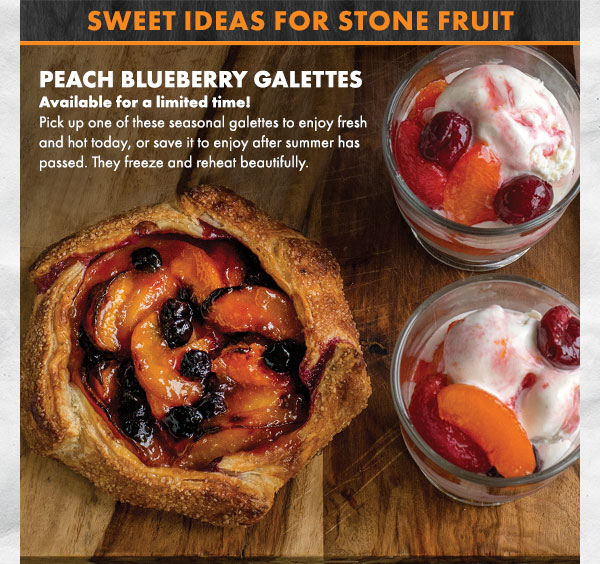 SWEET IDEAS FOR STONE FRUIT
PEACH BLUEBERRY GALETTES
Available for a limited time!
Pick up one of these seasonal galettes to enjoy fresh
and hot today, or save it to enjoy after summer has
passed. They freeze and reheat beautifully.